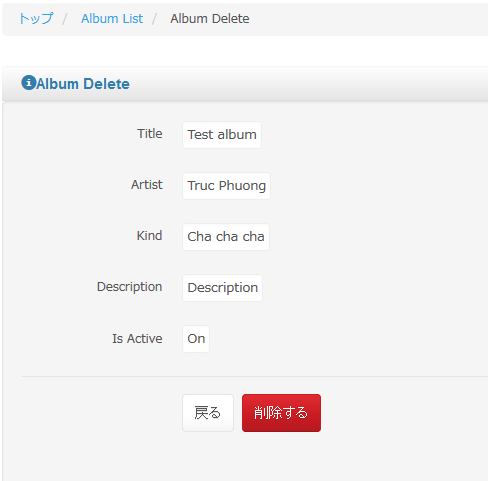 トップ / Album List / Album Delete
Album Delete
Title Test album
Artist Truc Phuong
Kind Cha cha cha
Description Description
Is Active On
戻る 削除する